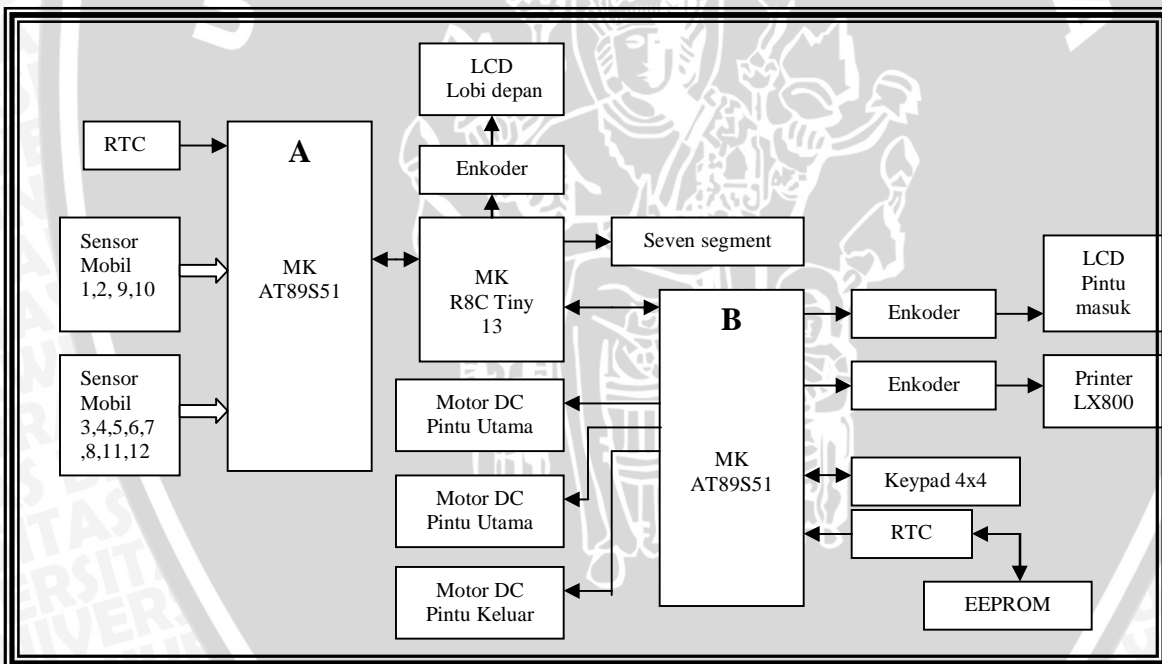 LCD
Lobi depan
RTC
A
MK
AT89S51
Enkoder
Sensor
Mobil
1,2, 9,10
Sensor
Mobil
3,4,5,6,7
,8,11,12
MK
R8C Tiny
13
Seven segment
B
MK
AT89S51
Enkoder
LCD
Pintu
masuk
Enkoder
Printer
LX800
Motor DC
Pintu Utama
Motor DC
Pintu Utama
Motor DC
Pintu Keluar
Keypad 4x4
RTC
EEPROM